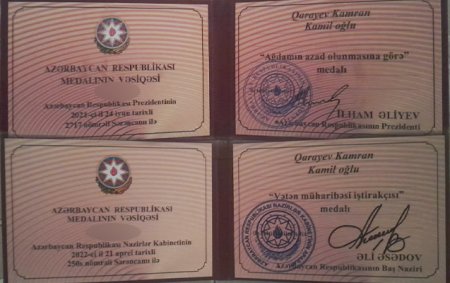 AZƏRBAYCAN RESPUBLİKASI
MEDALININ VƏSİQƏSİ
Azərbaycan Respublikası Prezidentinin
2021-ci il 24 iyun tarixli
2717 nömrəli Sərəncamı ilə
Qarayev Kamran
Kamil oğlu
“Ağdamın azad olunmasına görə”
medalı
İLHAM ƏLİYEV
Azərbaycan Respublikasının Prezidenti
AZƏRBAYCAN RESPUBLİKASI
MEDALININ VƏSİQƏSİ
Azərbaycan Respublikası Nazirlər Kabinetinin
2022-ci il 21 aprel tarixli
250s nömrəli Sərəncamı ilə
Qarayev Kamran
Kamil oğlu
“Vətən müharibəsi iştirakçısı”
medalı
ƏLİ ƏSƏDOV
Azərbaycan Respublikasının Baş Naziri